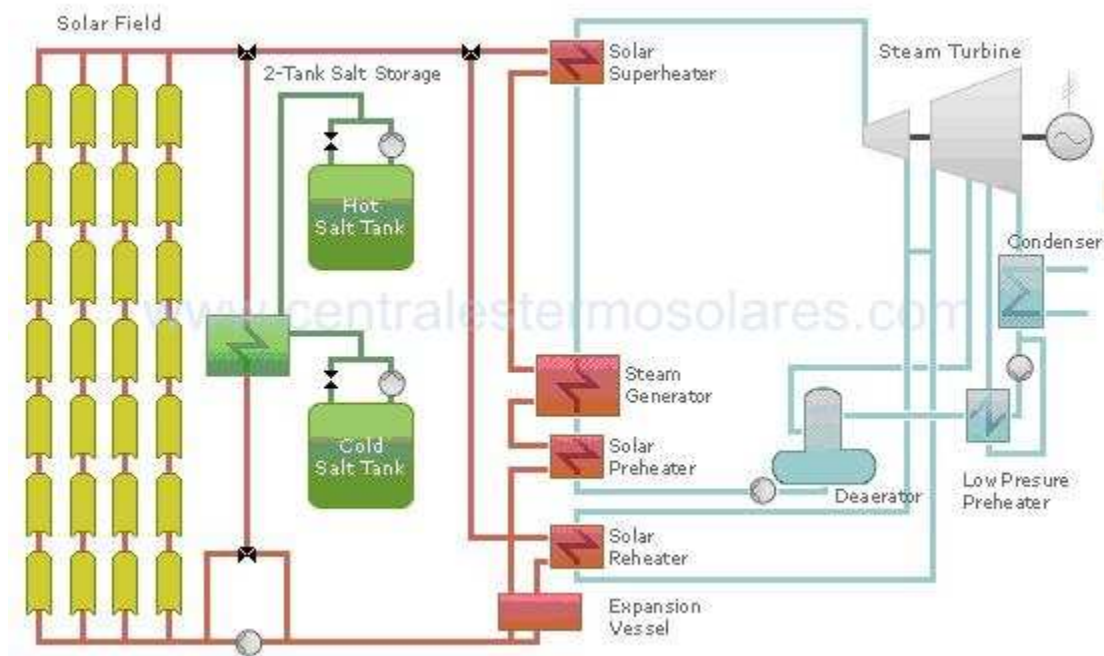 Solar Field
2-Tank Salt Storage
Solar
Superheater
Steam Turbine
Hot
Salt Tank
Condenser
www.centralestermosolares.com
Steam
Generator
Cold
Salt Tank
Solar
Preheater
Deaerator
Low Presure
Preheater
Solar
Reheater
Expansion
Vessel